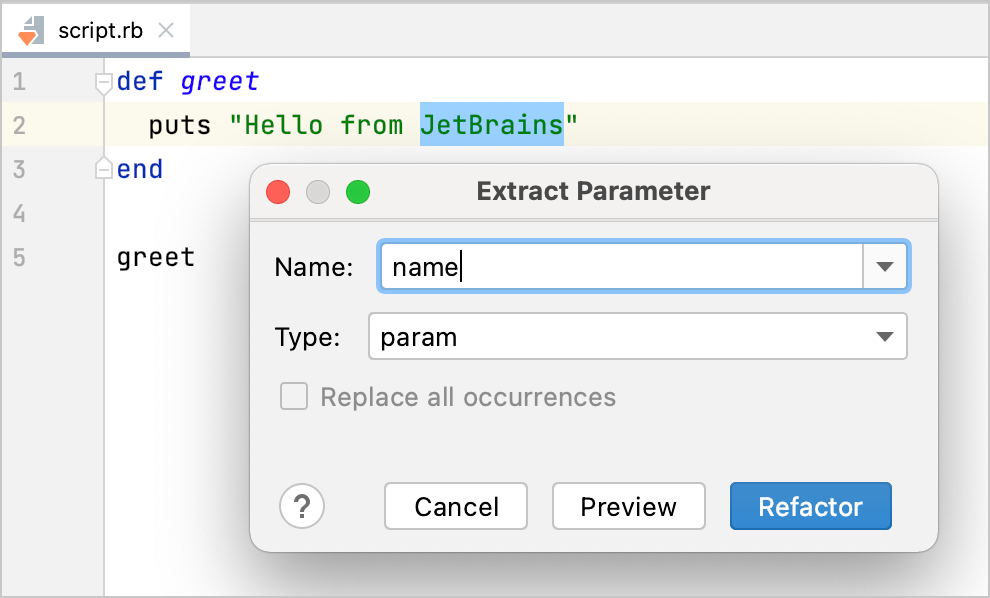 script.rb
1 def greet
2 puts "Hello from JetBrains"
3 end
4
5 greet
Extract Parameter
Name: name
Type: param
Replace all occurrences
? Cancel Preview Refactor